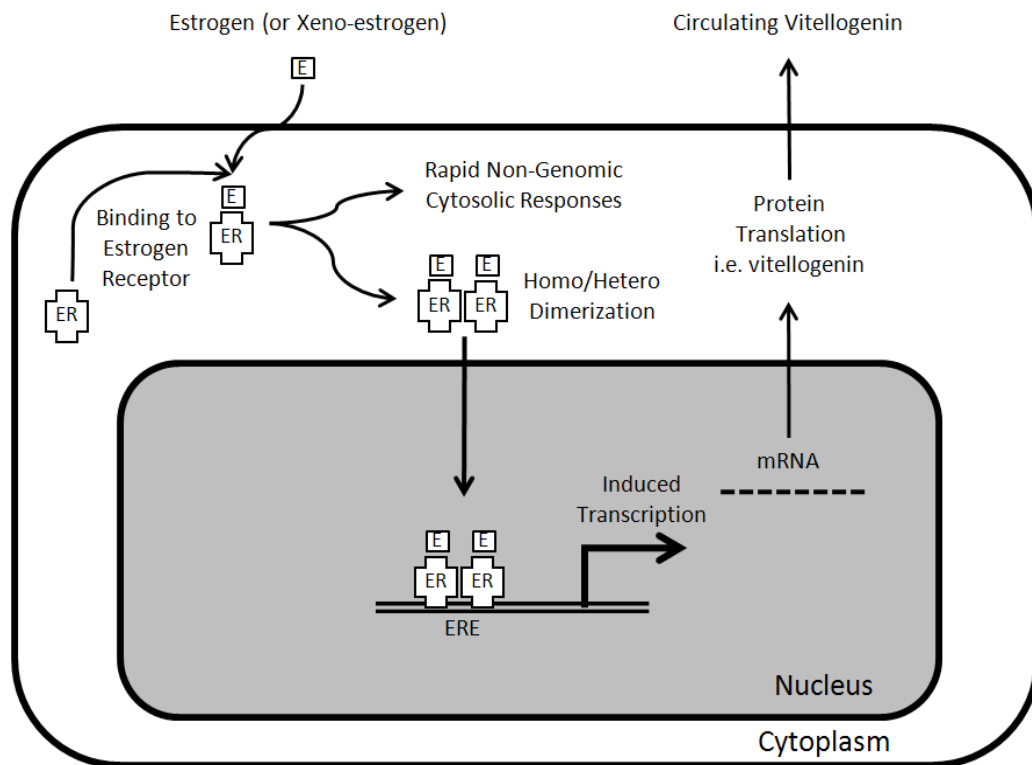 Estrogen (or Xeno-estrogen)
Circulating Vitellogenin
E
Rapid Non-Genomic
Cytosolic Responses
E
ER
Binding to
Estrogen
Receptor
ER
E E
ER ER
Homo/Hetero
Dimerization
Protein
Translation
i.e. vitellogenin
mRNA
Induced
Transcription
E E
ER ER
ERE
Nucleus
Cytoplasm